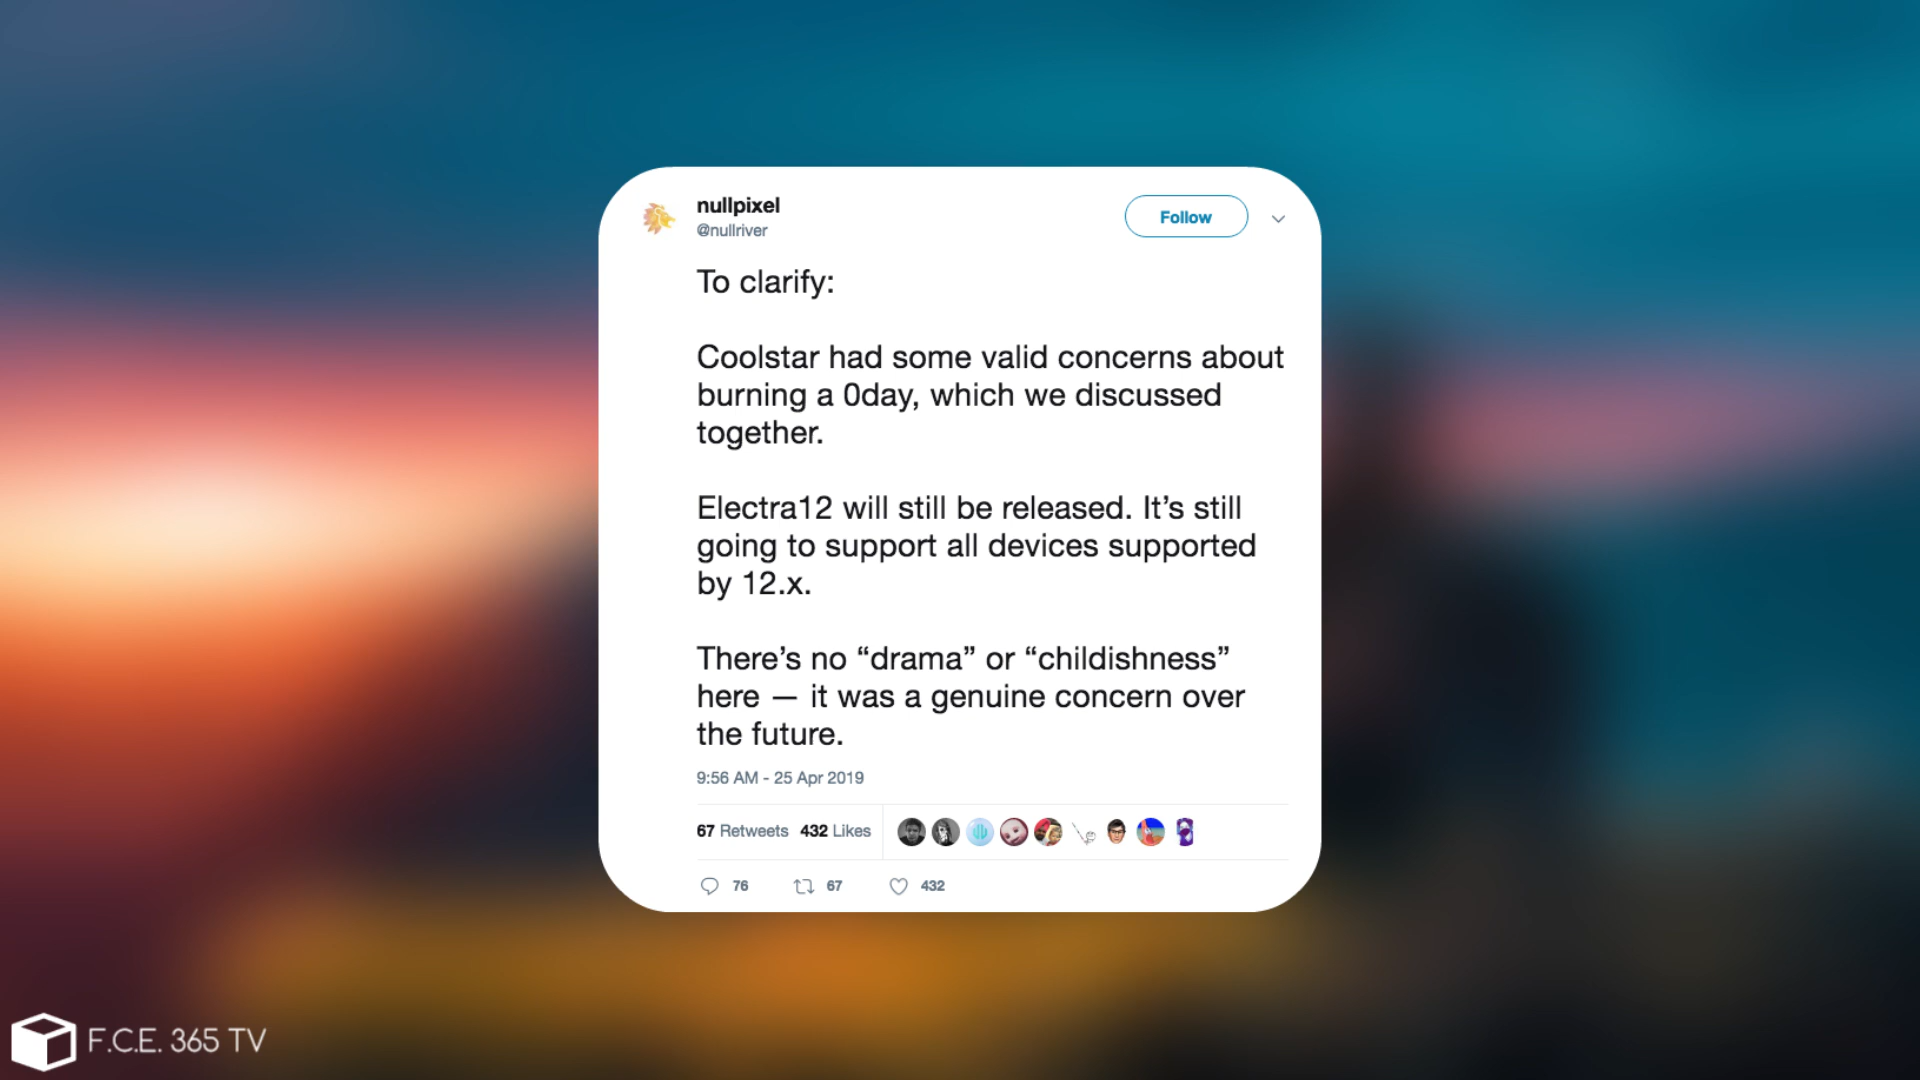 nullpixel
@nullriver
Follow
To clarify:
Coolstar had some valid concerns about
burning a 0day, which we discussed
together.
Electra12 will still be released. It’s still
going to support all devices supported
by 12.x.
There’s no “drama” or “childishness”
here — it was a genuine concern over
the future.
9:56 AM - 25 Apr 2019
67 Retweets 432 Likes
76 67 432
F.C.E. 365 TV